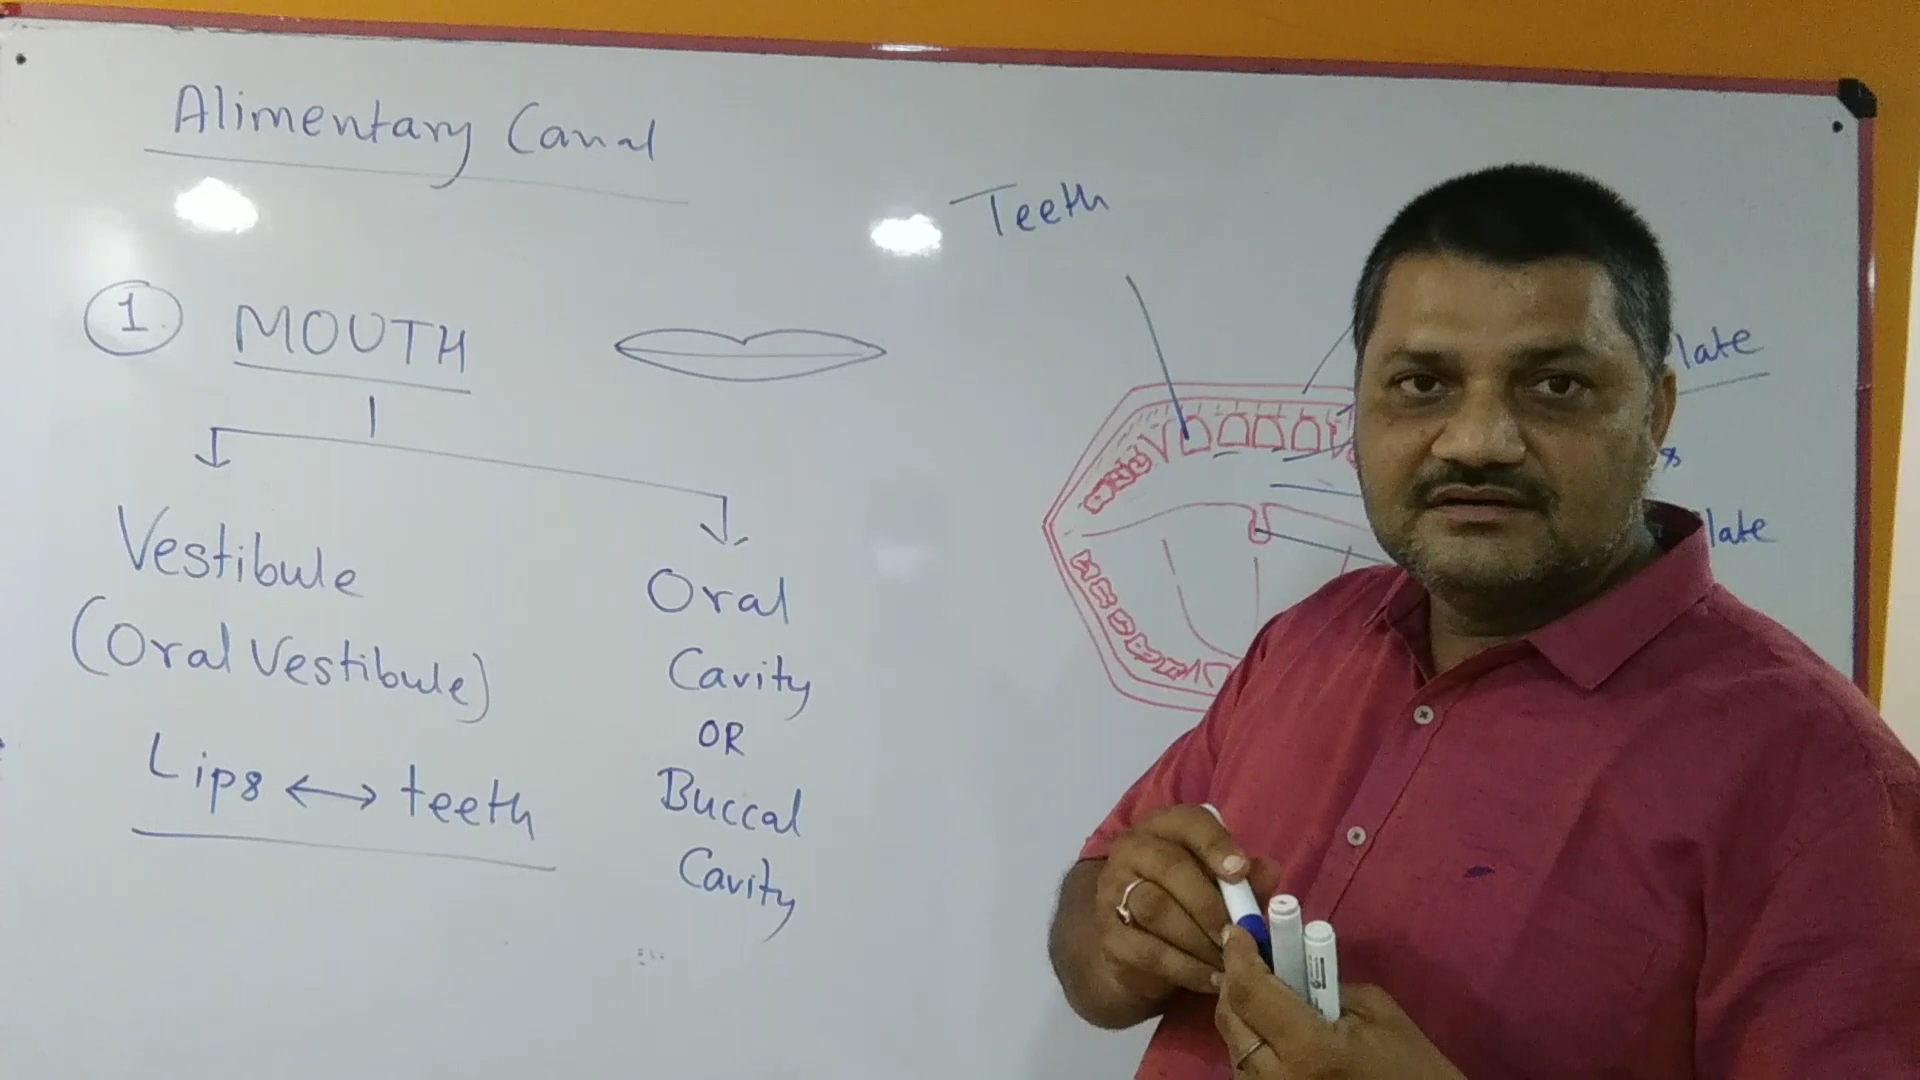 Alimentary Canal
Teeth
1 MOUTH
late
Vestibule
(Oral Vestibule)
Lips ↔ teeth
Oral
Cavity
OR
Buccal
Cavity
s
late